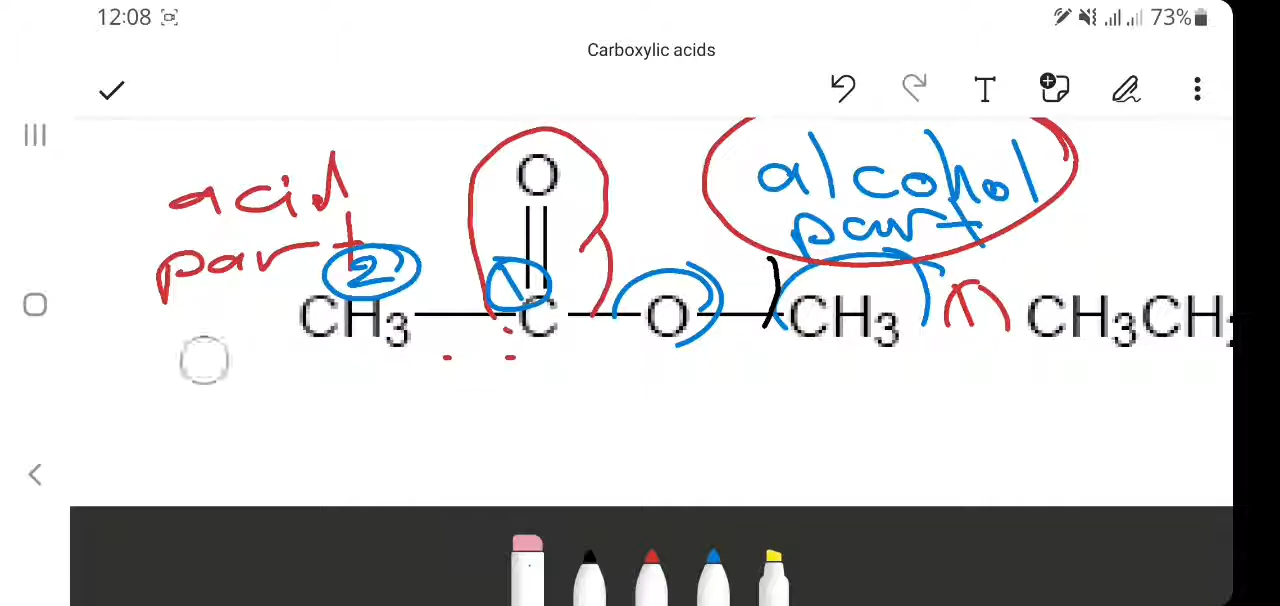 12:08
73%
Carboxylic acids
T
acid
part
alcohol
part
O
2
1
CH3 C O CH3 CH3CH